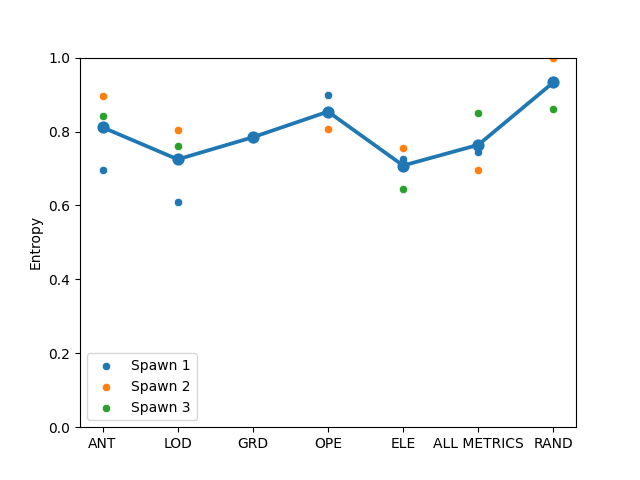 1.0
0.8
0.6
0.4
0.2
0.0
Entropy
Spawn 1
Spawn 2
Spawn 3
ANT LOD GRD OPE ELE ALL METRICS RAND